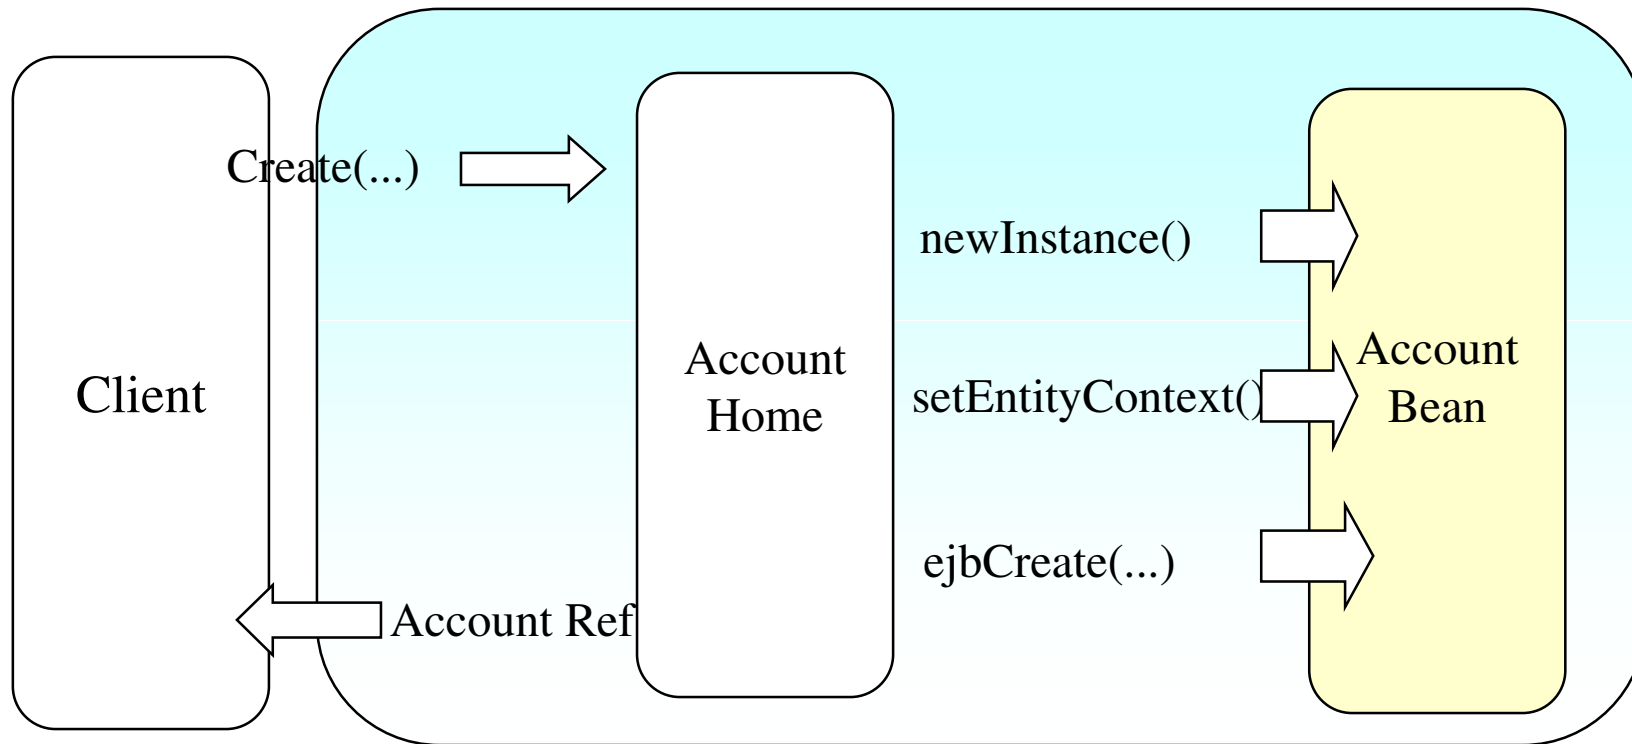 Create(...)
newInstance()
Client
Account
Home
setEntityContext()
Account
Bean
ejbCreate(...)
Account Ref